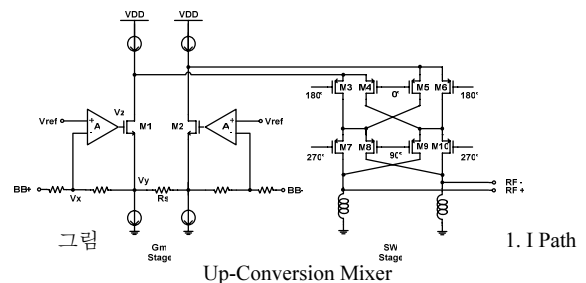 VDD VDD
M3 M4 M5 M6
180° 0° 180°
Vref Vz M1 M2 Vref
A A
M7 M8 M9 M10
270° 90° 270°
BB+ Vx Vy Rs BB-
RF -
RF +
그림 Gm Stage SW Stage 1. I Path
Up-Conversion Mixer